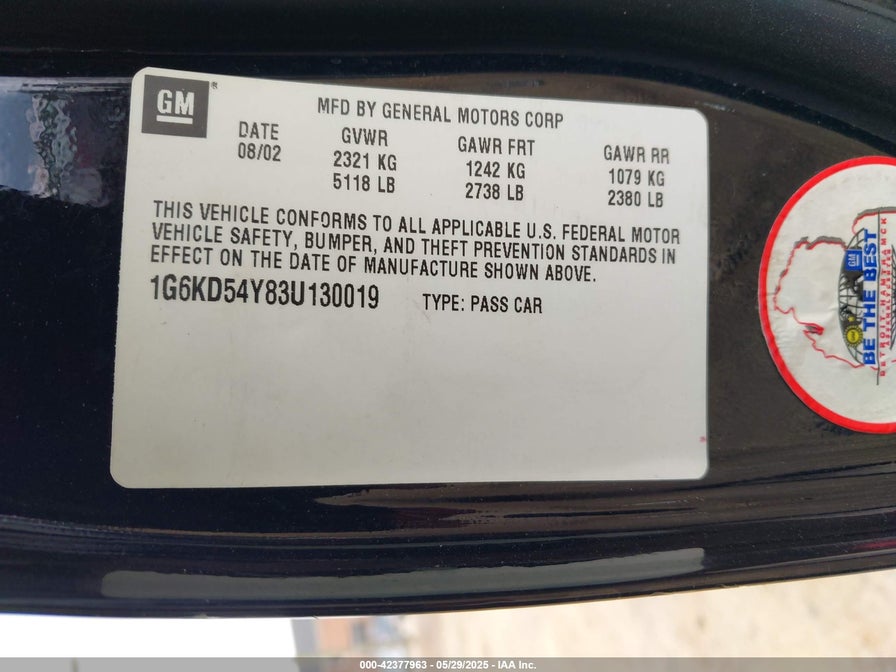 GM®
MFD BY GENERAL MOTORS CORP
DATE
08/02
GVWR
2321 KG
5118 LB
GAWR FRT
1242 KG
2738 LB
GAWR RR
1079 KG
2380 LB
THIS VEHICLE CONFORMS TO ALL APPLICABLE U.S. FEDERAL MOTOR
VEHICLE SAFETY, BUMPER, AND THEFT PREVENTION STANDARDS IN
EFFECT ON THE DATE OF MANUFACTURE SHOWN ABOVE.
1G6KD54Y83U130019 TYPE: PASS CAR
GM
BE THE BEST
DETROIT-HAMTRAMCK
000-42377963 - 05/29/2025 - IAA Inc.